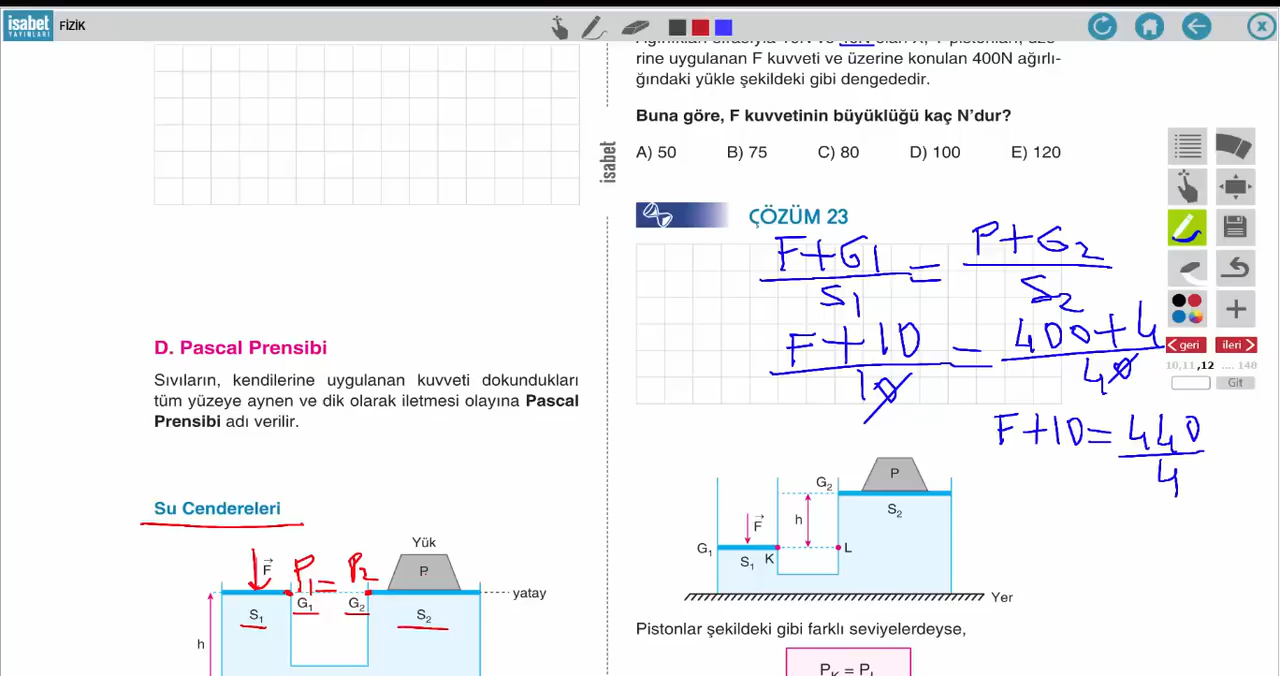 isabet
YAYINLARI
FİZİK
rine uygulanan F kuvveti ve üzerine konulan 400N ağırlı-
ğındaki yükle şekildeki gibi dengededir.
Buna göre, F kuvvetinin büyüklüğü kaç N'dur?
A) 50 B) 75 C) 80 D) 100 E) 120
isabet
ÇÖZÜM 23
F+G1 / S1 = P+G2 / S2
F+10 / 10 = 400+4 / 40
F+10 = 440 / 4
D. Pascal Prensibi
Sıvıların, kendilerine uygulanan kuvveti dokundukları
tüm yüzeye aynen ve dik olarak iletmesi olayına Pascal
Prensibi adı verilir.
Su Cendereleri
Yük
F
P1 = P2
P
yatay
G1
G2
S1
S2
h
P
G2
S2
F
h
G1
S1
K
L
Yer
Pistonlar şekildeki gibi farklı seviyelerdeyse,
PK = PL
geri
ileri
10,11,12 .... 148
Git